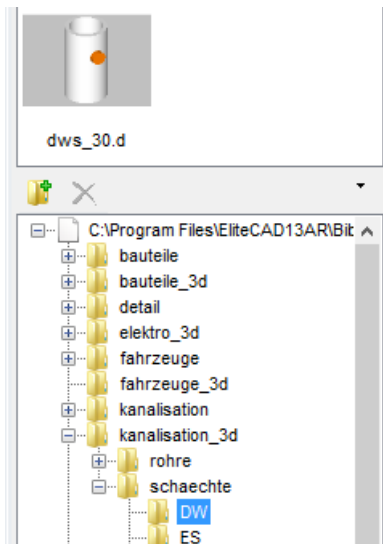 dws_30.d
C:\Program Files\EliteCAD13AR\Bib
bauteile
bauteile_3d
detail
elektro_3d
fahrzeuge
fahrzeuge_3d
kanalisation
kanalisation_3d
rohre
schaechte
DW
ES